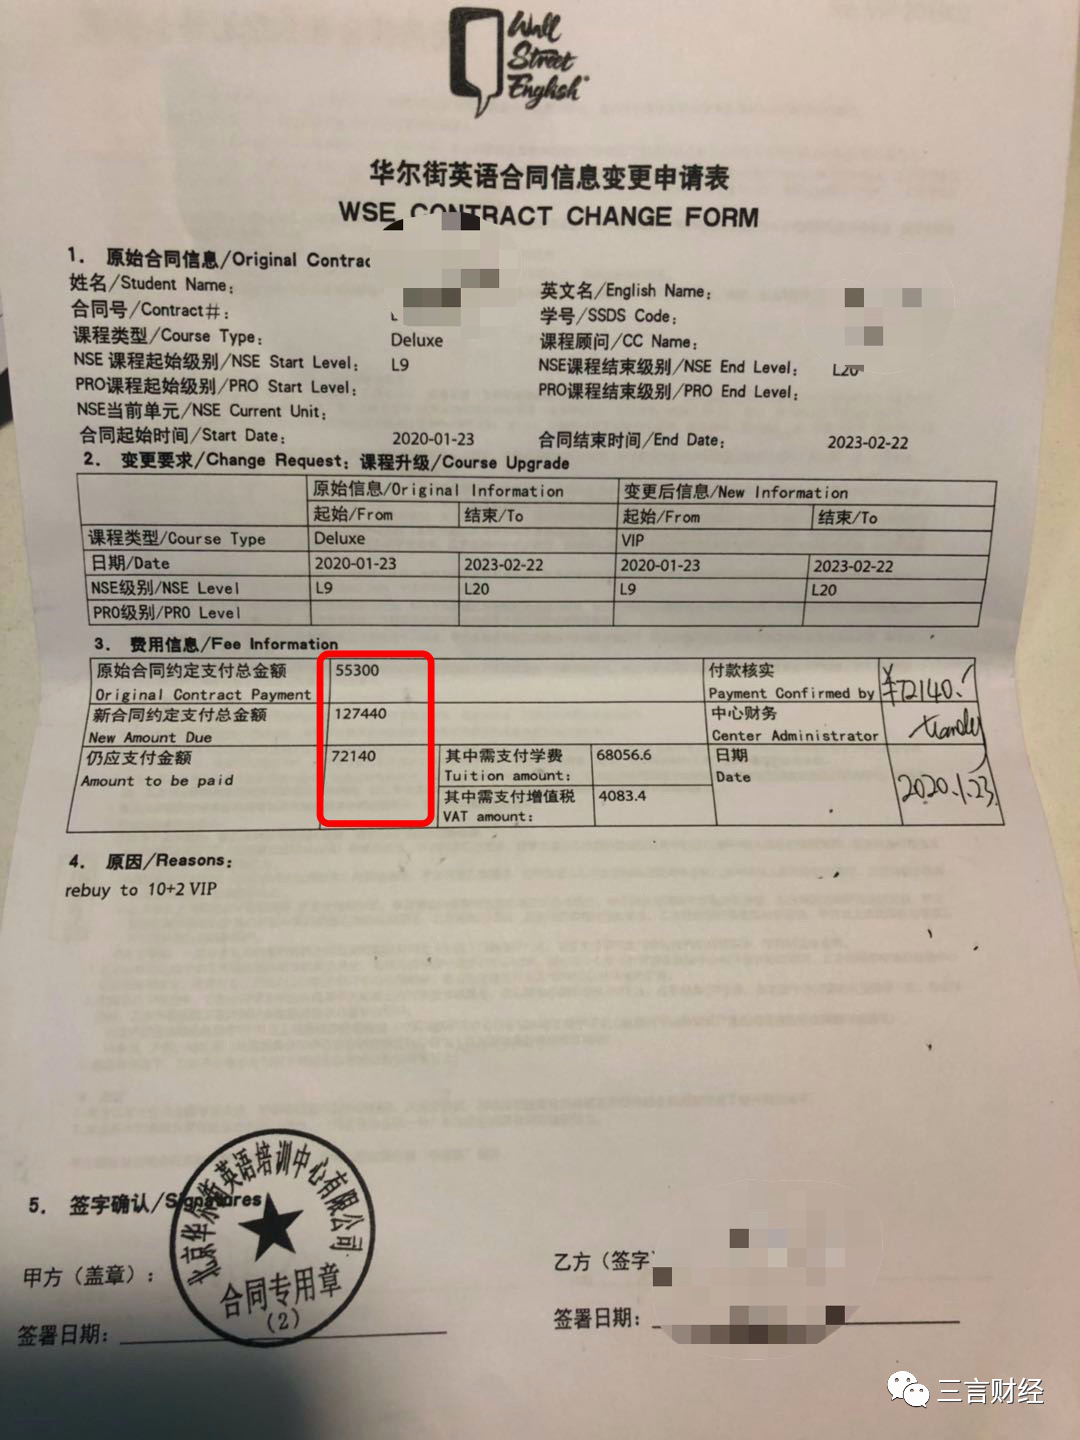 Wall
Street
English
华尔街英语合同信息变更申请表
WSE CONTRACT CHANGE FORM
1. 原始合同信息/Original Contrac
姓名/Student Name:
英文名/English Name:
合同号/Contract#:
学号/SSDS Code:
课程类型/Course Type: Deluxe
课程顾问/CC Name:
NSE 课程起始级别/NSE Start Level: L9
NSE课程结束级别/NSE End Level: L20
PRO课程起始级别/PRO Start Level:
PRO课程结束级别/PRO End Level:
NSE当前单元/NSE Current Unit:
合同起始时间/Start Date: 2020-01-23
合同结束时间/End Date: 2023-02-22
2. 变更要求/Change Request: 课程升级/Course Upgrade
原始信息/Original Information 变更后信息/New Information
起始/From 结束/To 起始/From 结束/To
课程类型/Course Type Deluxe VIP
日期/Date 2020-01-23 2023-02-22 2020-01-23 2023-02-22
NSE级别/NSE Level L9 L20 L9 L20
PRO级别/PRO Level
3. 费用信息/Fee Information
原始合同约定支付总金额 55300 付款核实 ¥72140.
Original Contract Payment Payment Confirmed by
新合同约定支付总金额 127440 中心财务
New Amount Due Center Administrator
仍应支付金额 72140 其中需支付学费 68056.6 日期
Amount to be paid Tuition amount: Date 2020.1.23
其中需支付增值税 4083.4
VAT amount:
4. 原因/Reasons:
rebuy to 10+2 VIP
5. 签字确认/Signatures
北京华尔街英语培训中心有限公司
合同专用章
(2)
甲方（盖章）:
乙方（签字
签署日期:
签署日期:
三言财经